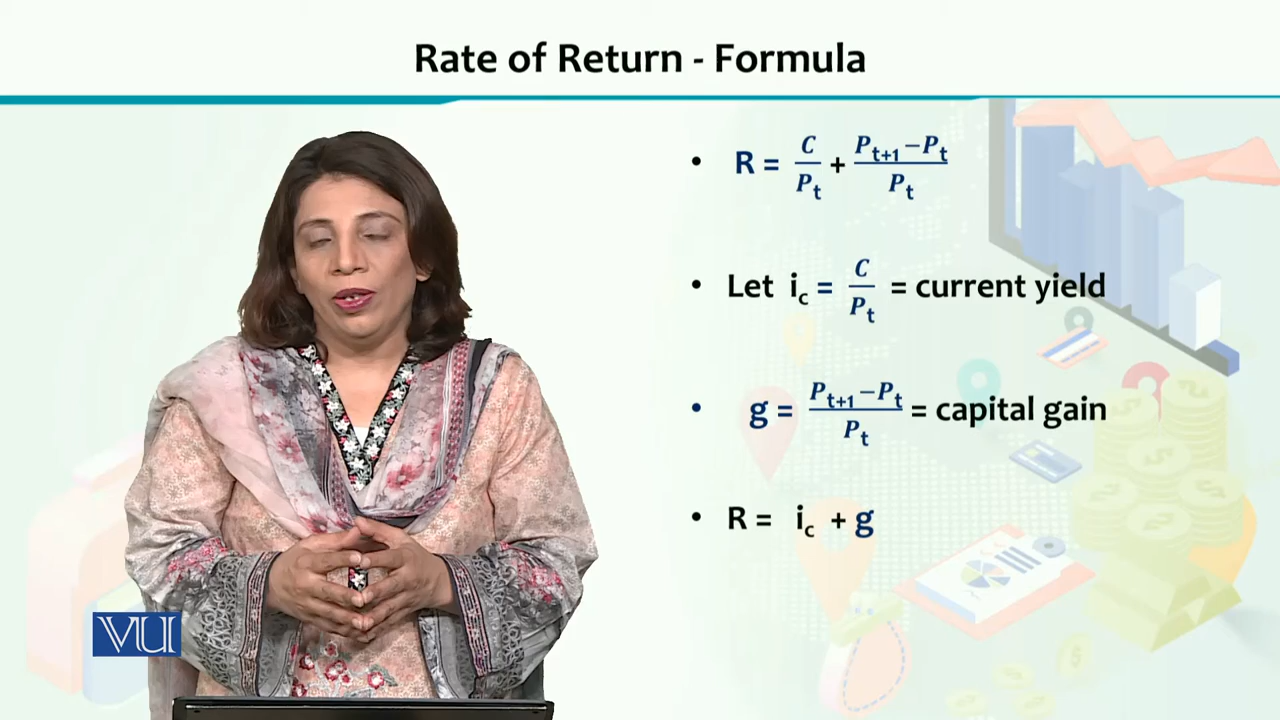 Rate of Return - Formula
• R = C/Pt + Pt+1 −Pt/Pt
• Let ic = C/Pt = current yield
• g = Pt+1 −Pt/Pt = capital gain
• R = ic + g
VU